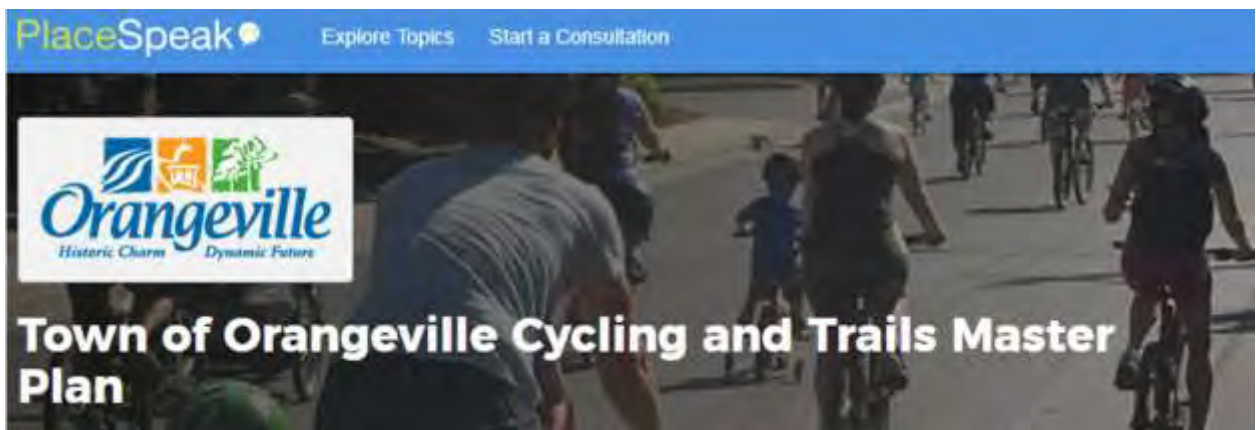 PlaceSpeak
Explore Topics Start a Consultation
Orangeville
Historic Charm Dynamic Future
Town of Orangeville Cycling and Trails Master
Plan